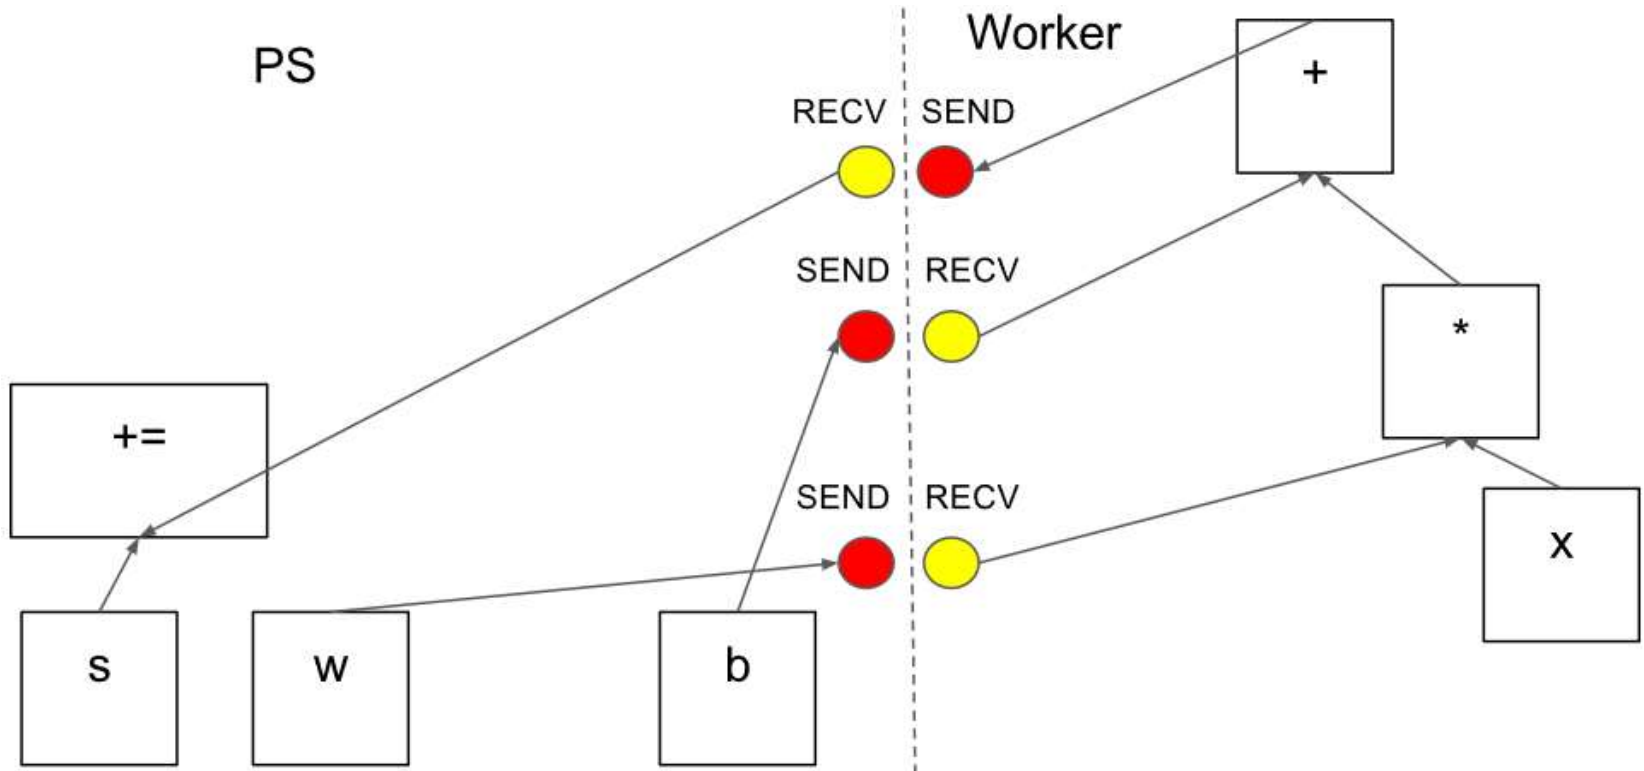 PS
Worker
+
RECV SEND
SEND RECV
*
+=
SEND RECV
x
s
w
b